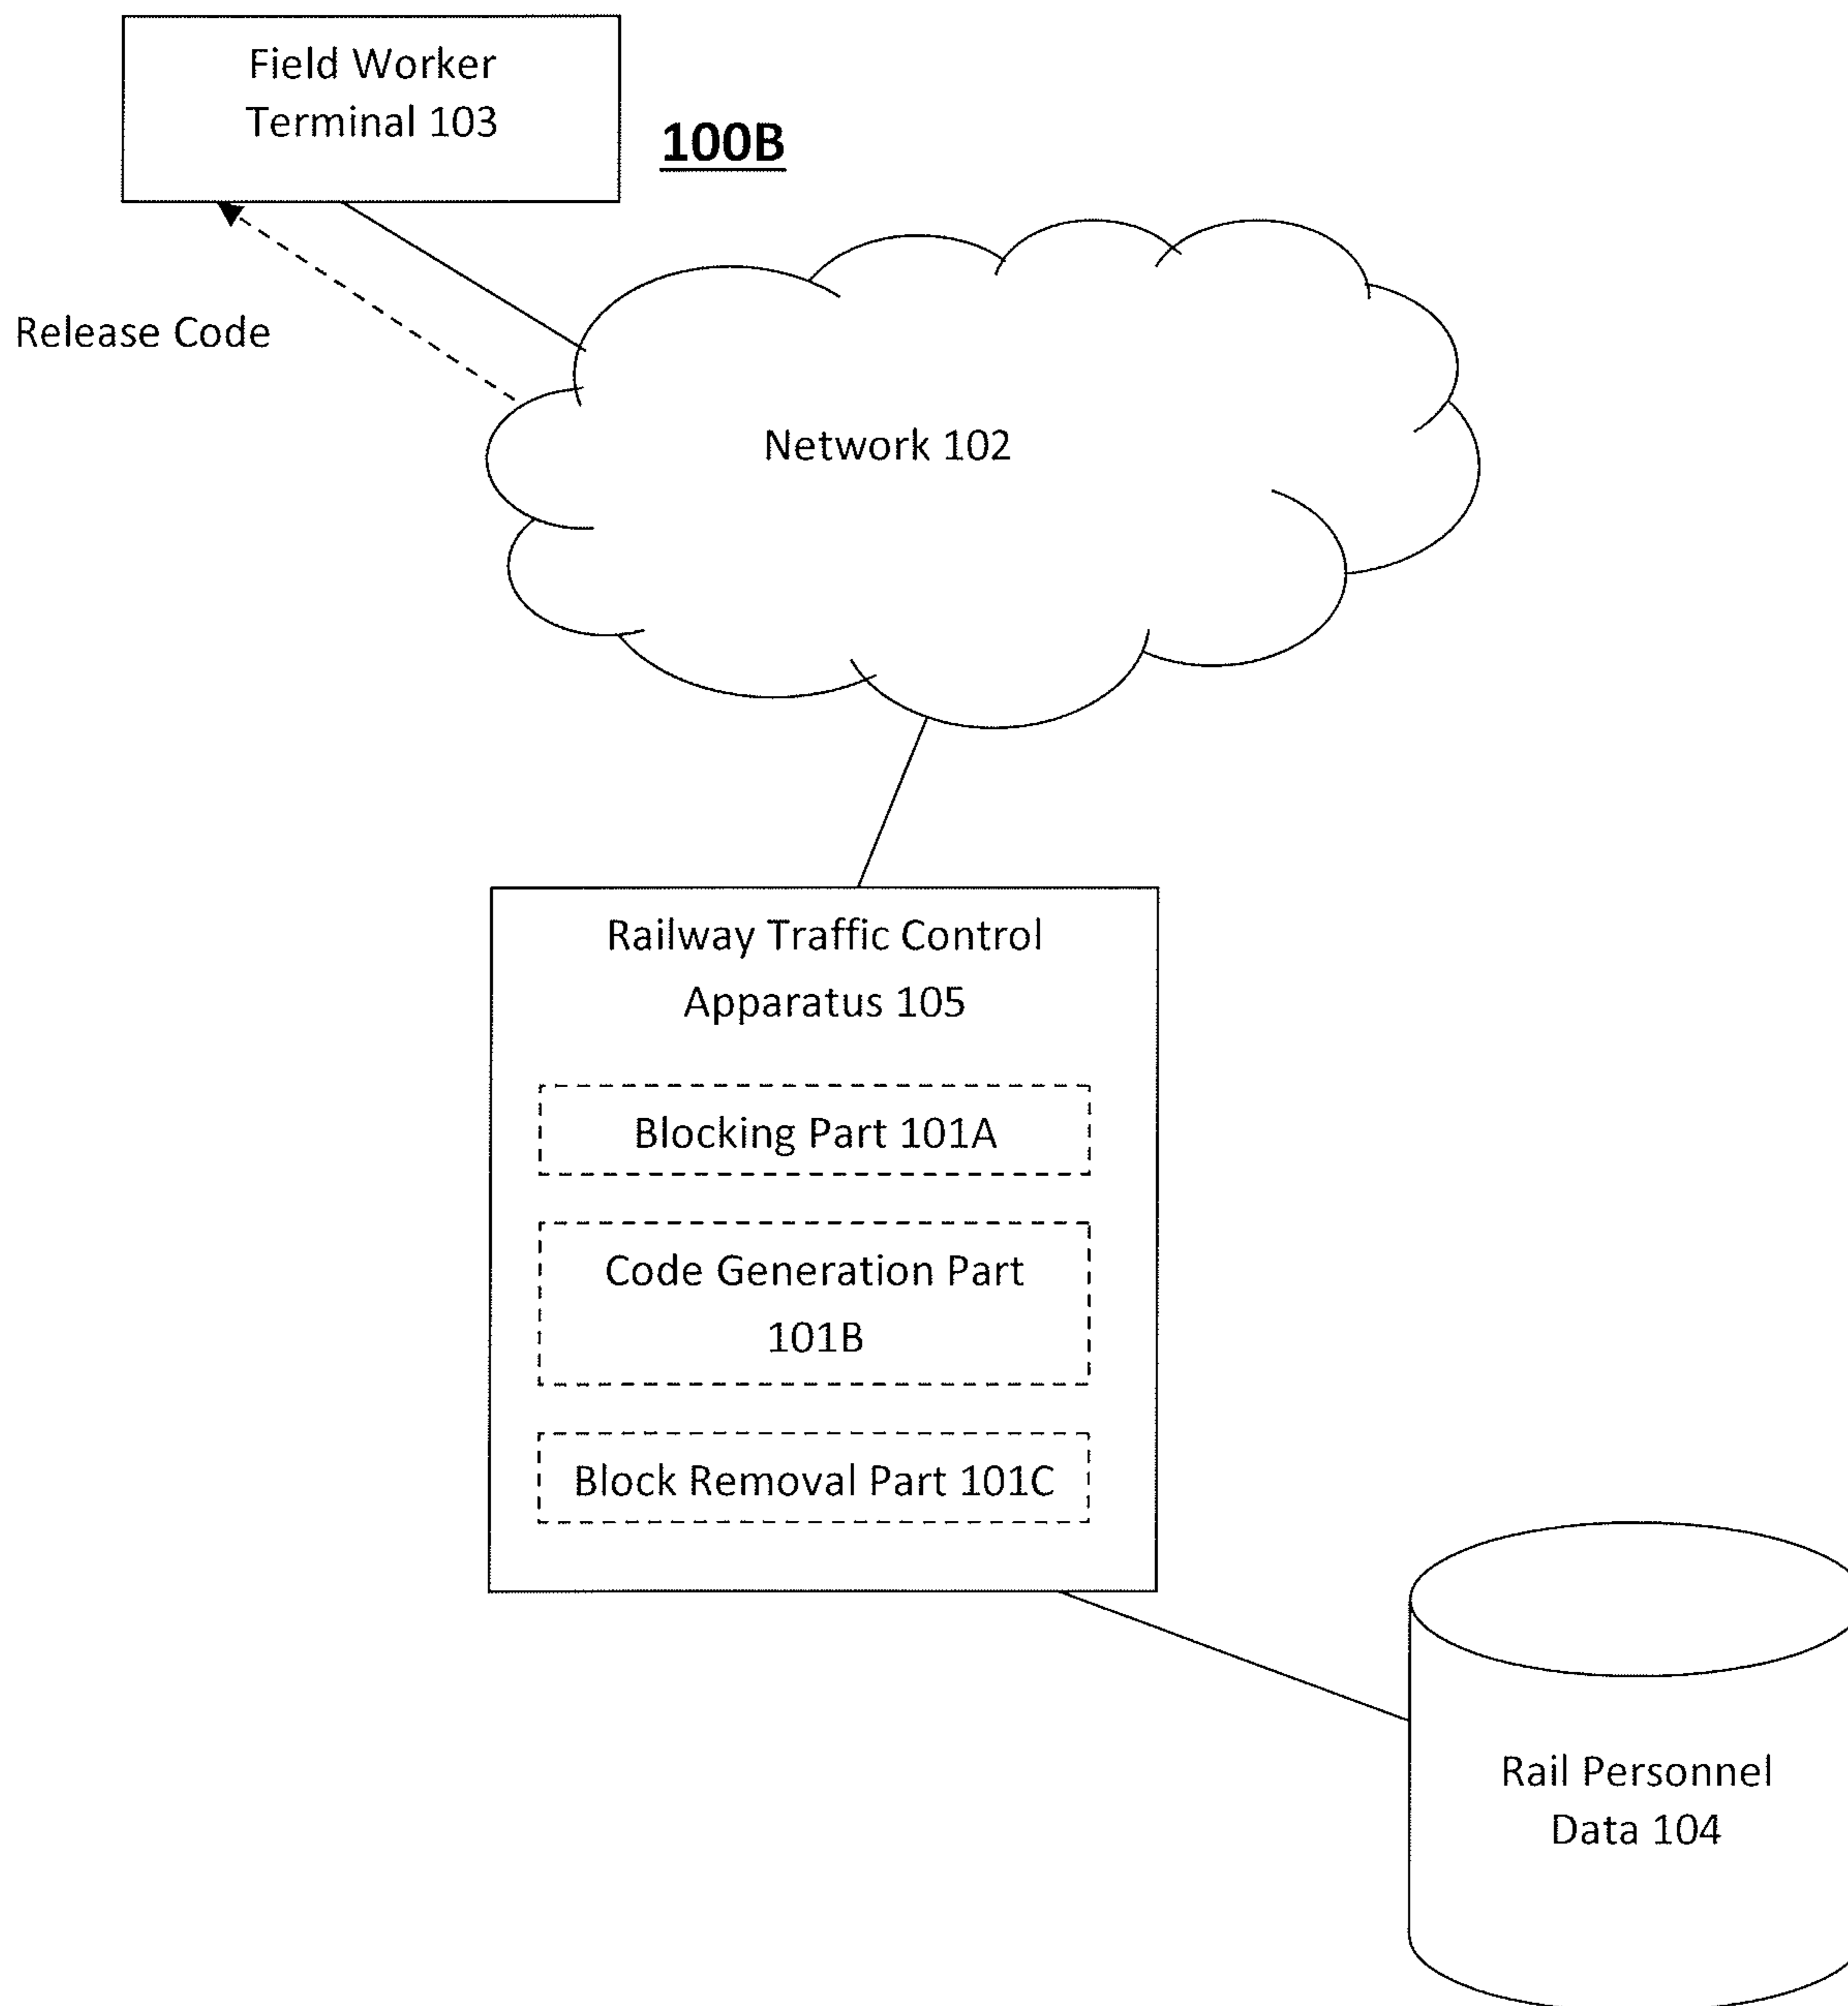 Field Worker
Terminal 103
100B
Release Code
Network 102
Railway Traffic Control
Apparatus 105
Blocking Part 101A
Code Generation Part
101B
Block Removal Part 101C
Rail Personnel
Data 104